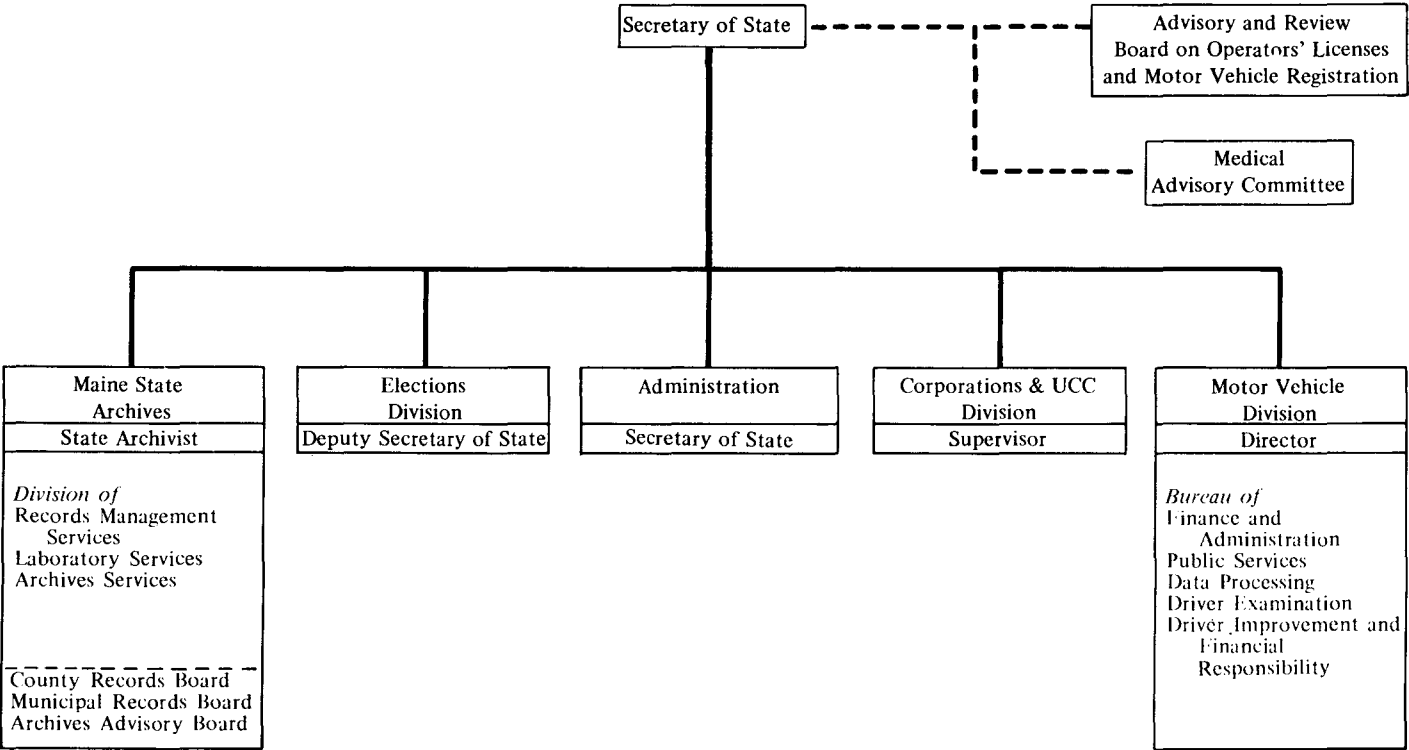 Secretary of State
Advisory and Review
Board on Operators' Licenses
and Motor Vehicle Registration
Medical
Advisory Committee
Maine State
Archives
State Archivist
Division of
Records Management
Services
Laboratory Services
Archives Services
County Records Board
Municipal Records Board
Archives Advisory Board
Elections
Division
Deputy Secretary of State
Administration
Secretary of State
Corporations & UCC
Division
Supervisor
Motor Vehicle
Division
Director
Bureau of
Finance and
Administration
Public Services
Data Processing
Driver Examination
Driver Improvement and
Financial
Responsibility